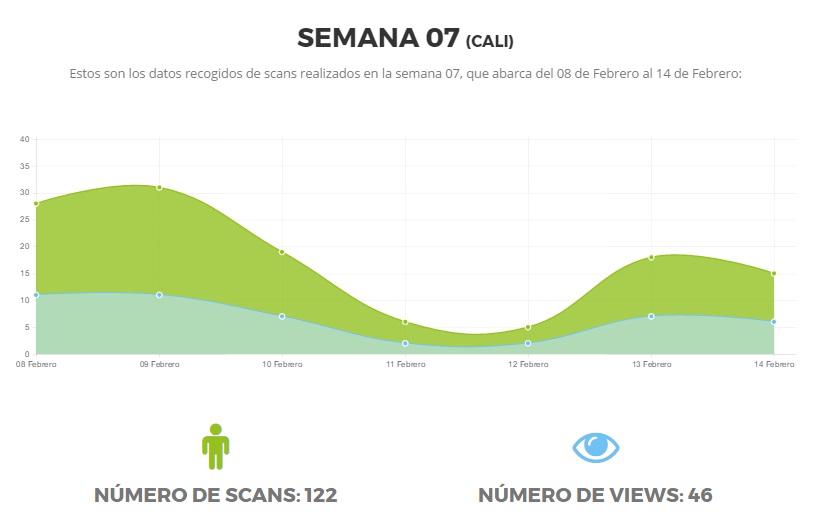 SEMANA 07 (CALI)
Estos son los datos recogidos de scans realizados en la semana 07, que abarca del 08 de Febrero al 14 de Febrero:
40
35
30
25
20
15
10
5
0
08 Febrero 09 Febrero 10 Febrero 11 Febrero 12 Febrero 13 Febrero 14 Febrero
NÚMERO DE SCANS: 122 NÚMERO DE VIEWS: 46